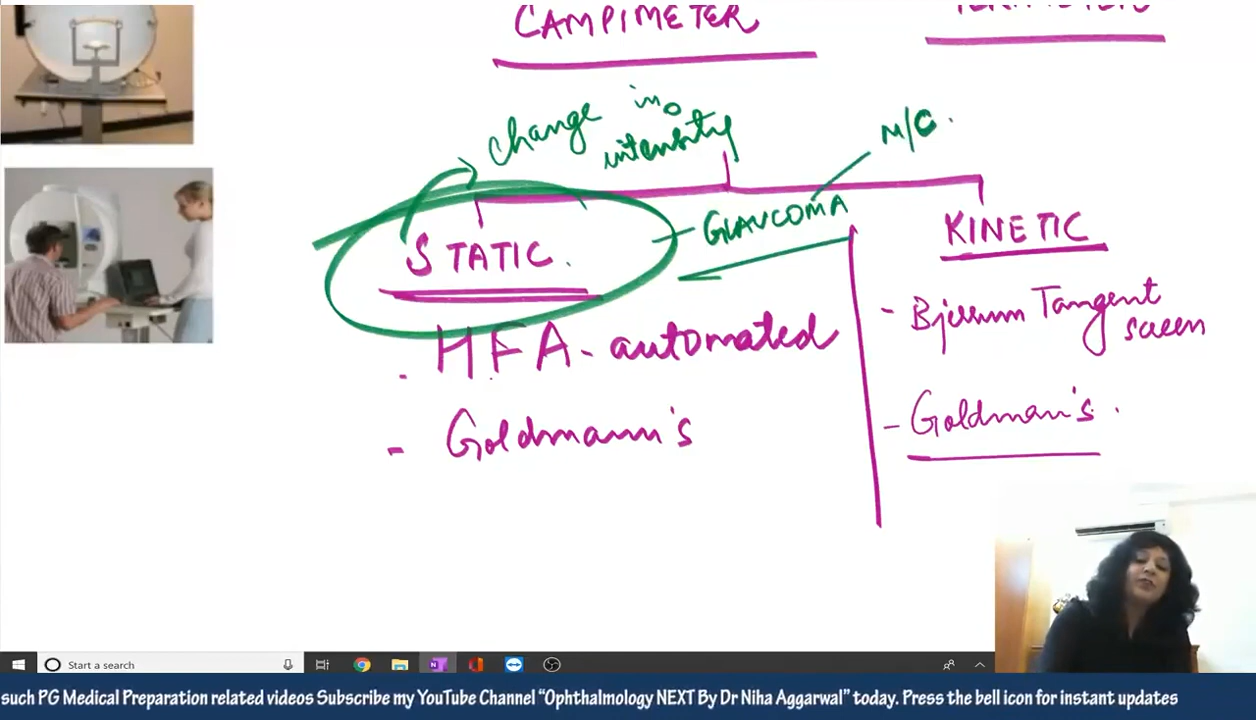 CAMPIMETER
change in
intensity
M/C.
GLAUCOMA
STATIC.
KINETIC
- Bjerrum Tangent
screen
- HFA - automated
- Goldmann's
- Goldman's.
Start a search
such PG Medical Preparation related videos Subscribe my YouTube Channel “Ophthalmology NEXT By Dr Niha Aggarwal” today. Press the bell icon for instant updates